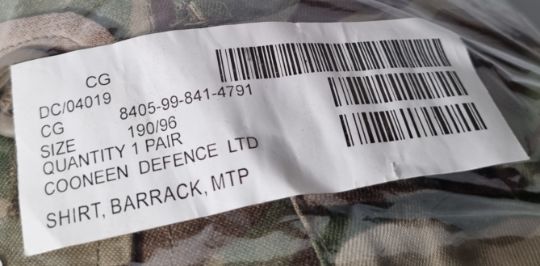 CG
DC/04019
CG 8405-99-841-4791
SIZE 190/96
QUANTITY 1 PAIR
COONEEN DEFENCE LTD
SHIRT, BARRACK, MTP